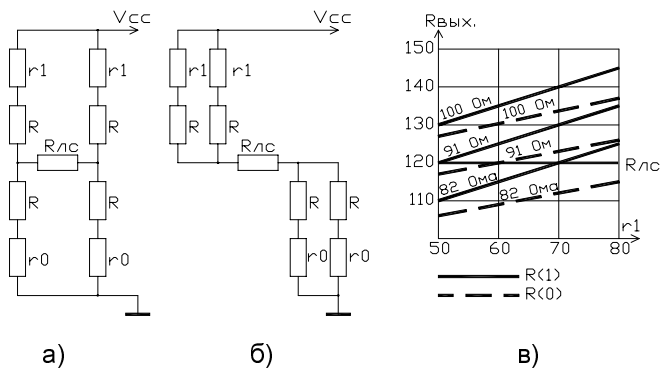 Vcc
r1
r1
R
R
Rлс
R
R
r0
r0
а)
Vcc
r1
r1
R
R
Rлс
R
R
r0
r0
б)
Rвых.
150
140
130
120
110
100 Ом
100 Ом
91 Ом
91 Ом
82 Ома
82 Ома
Rлс
r1
50
60
70
80
R(1)
R(0)
в)